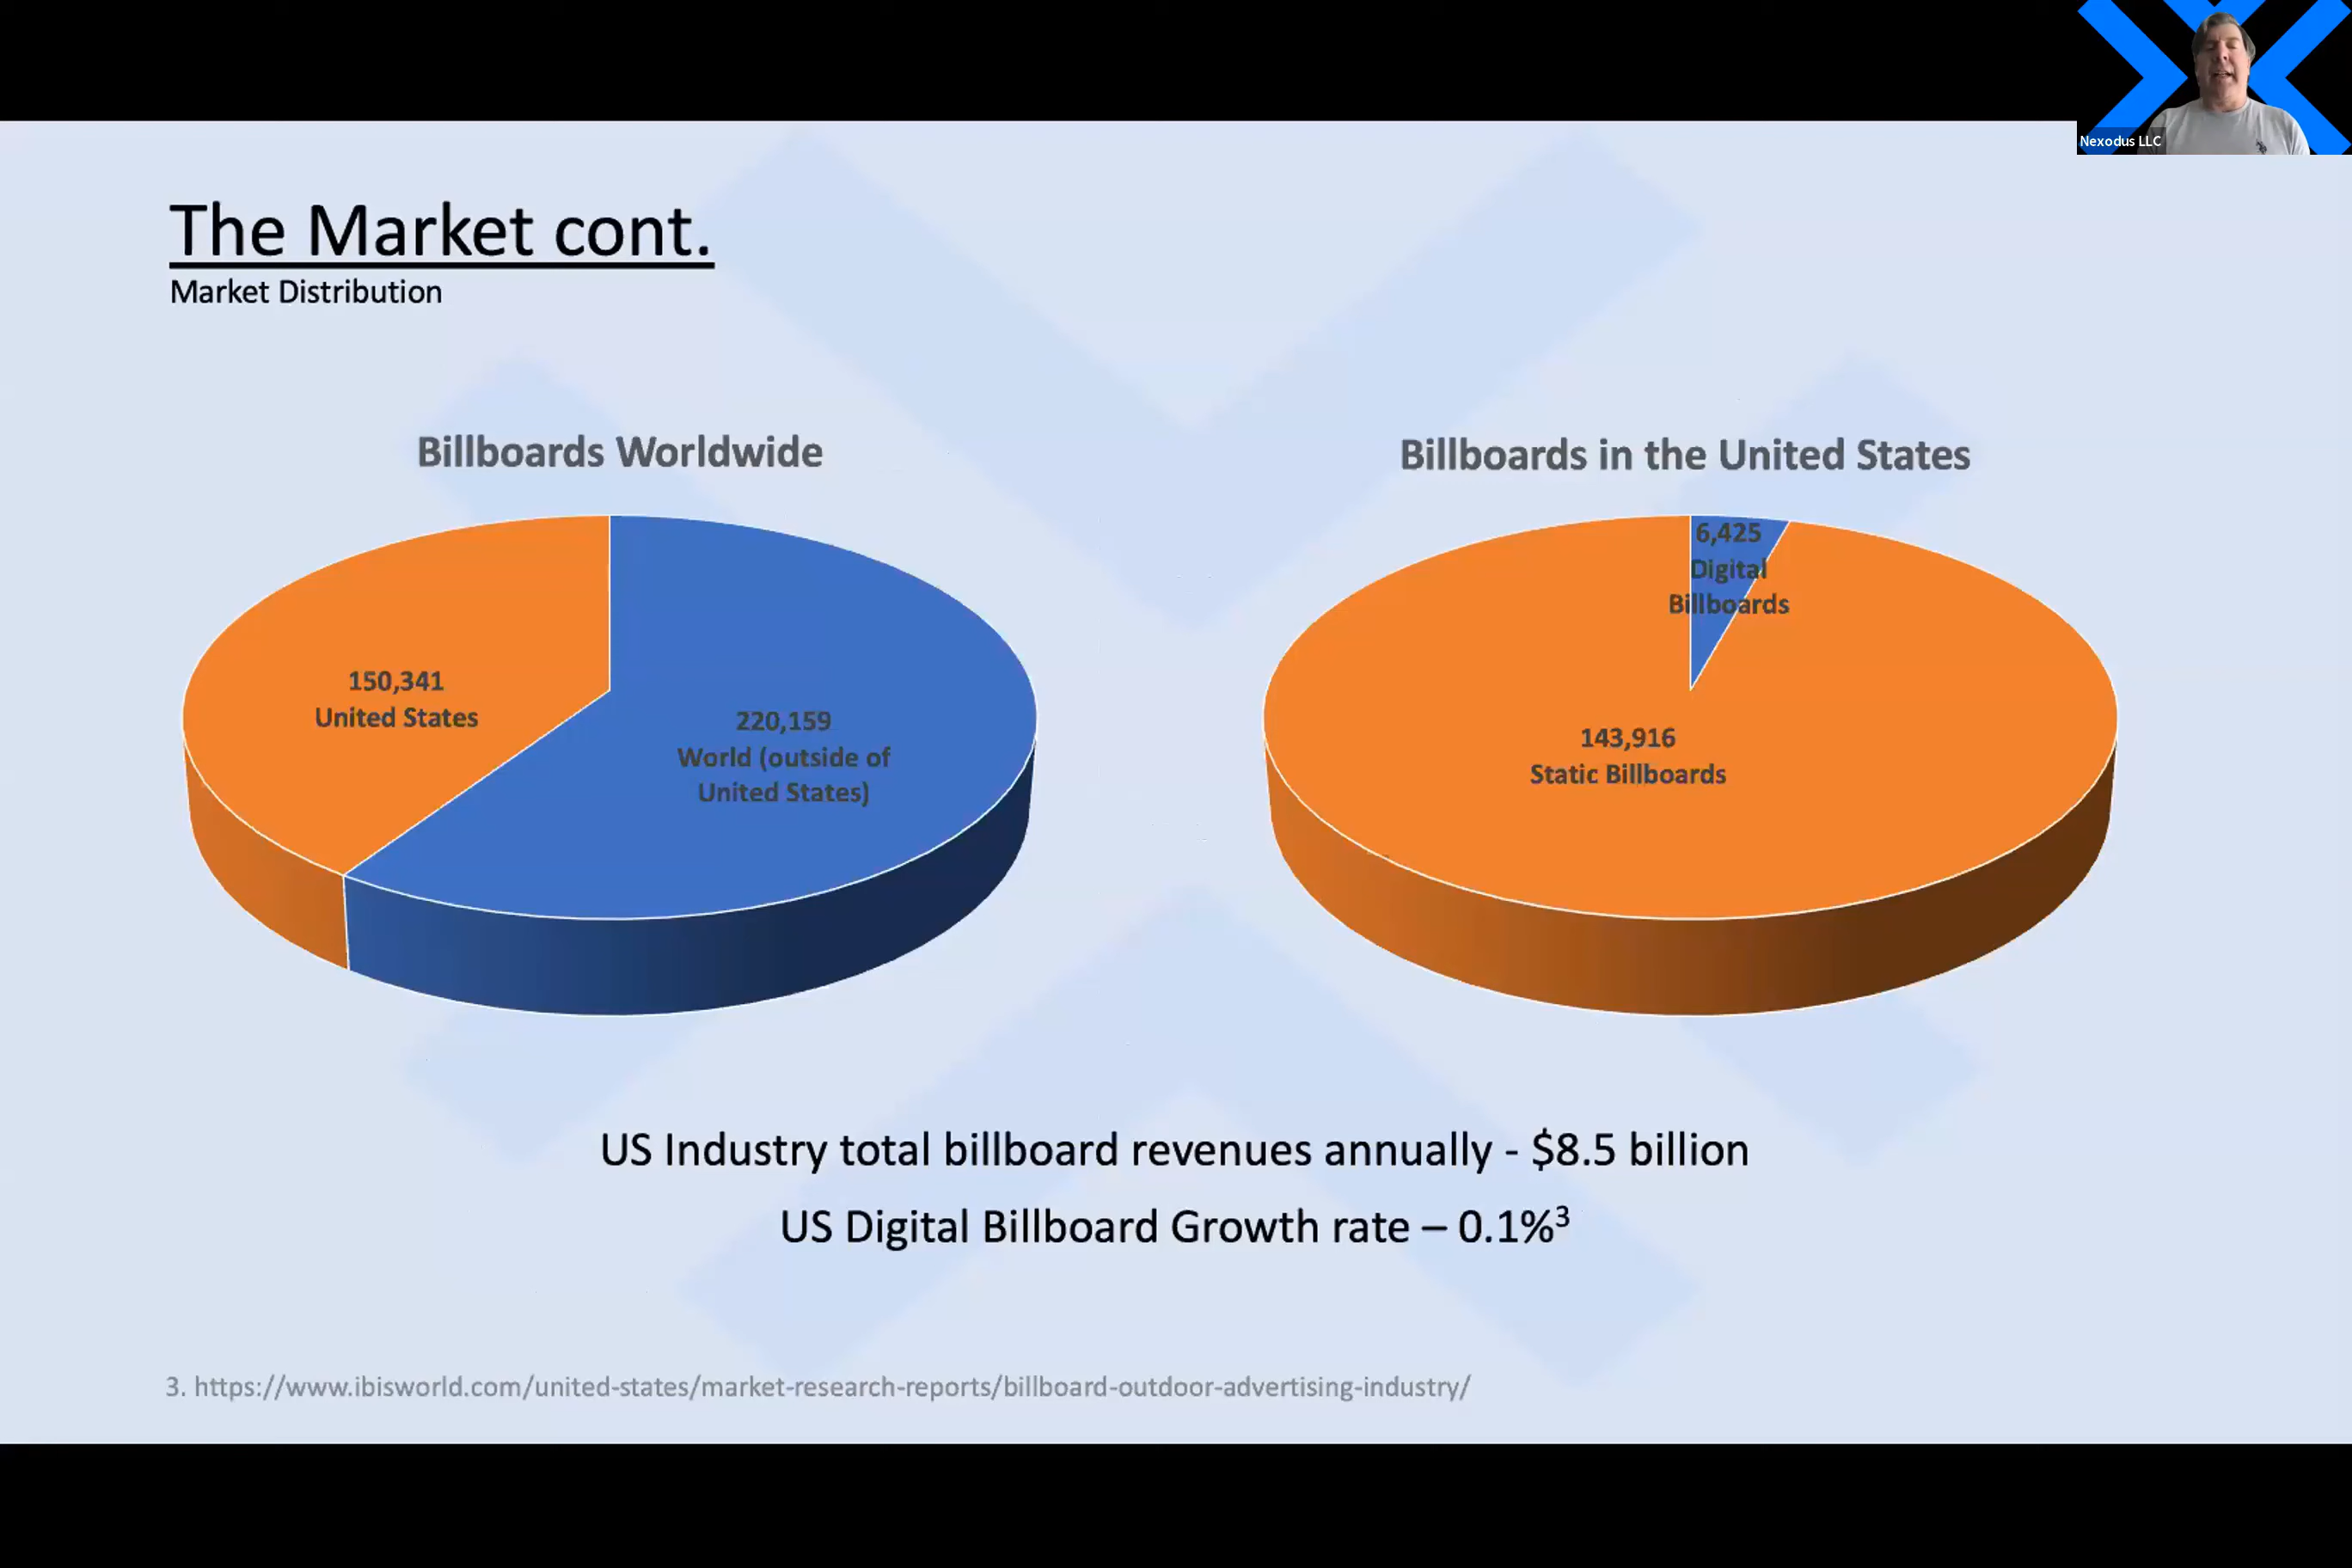 Nexodus LLC
The Market cont.
Market Distribution
Billboards Worldwide
150,341
United States
220,159
World (outside of
United States)
Billboards in the United States
6,425
Digital
Billboards
143,916
Static Billboards
US Industry total billboard revenues annually - $8.5 billion
US Digital Billboard Growth rate – 0.1%³
3. https://www.ibisworld.com/united-states/market-research-reports/billboard-outdoor-advertising-industry/